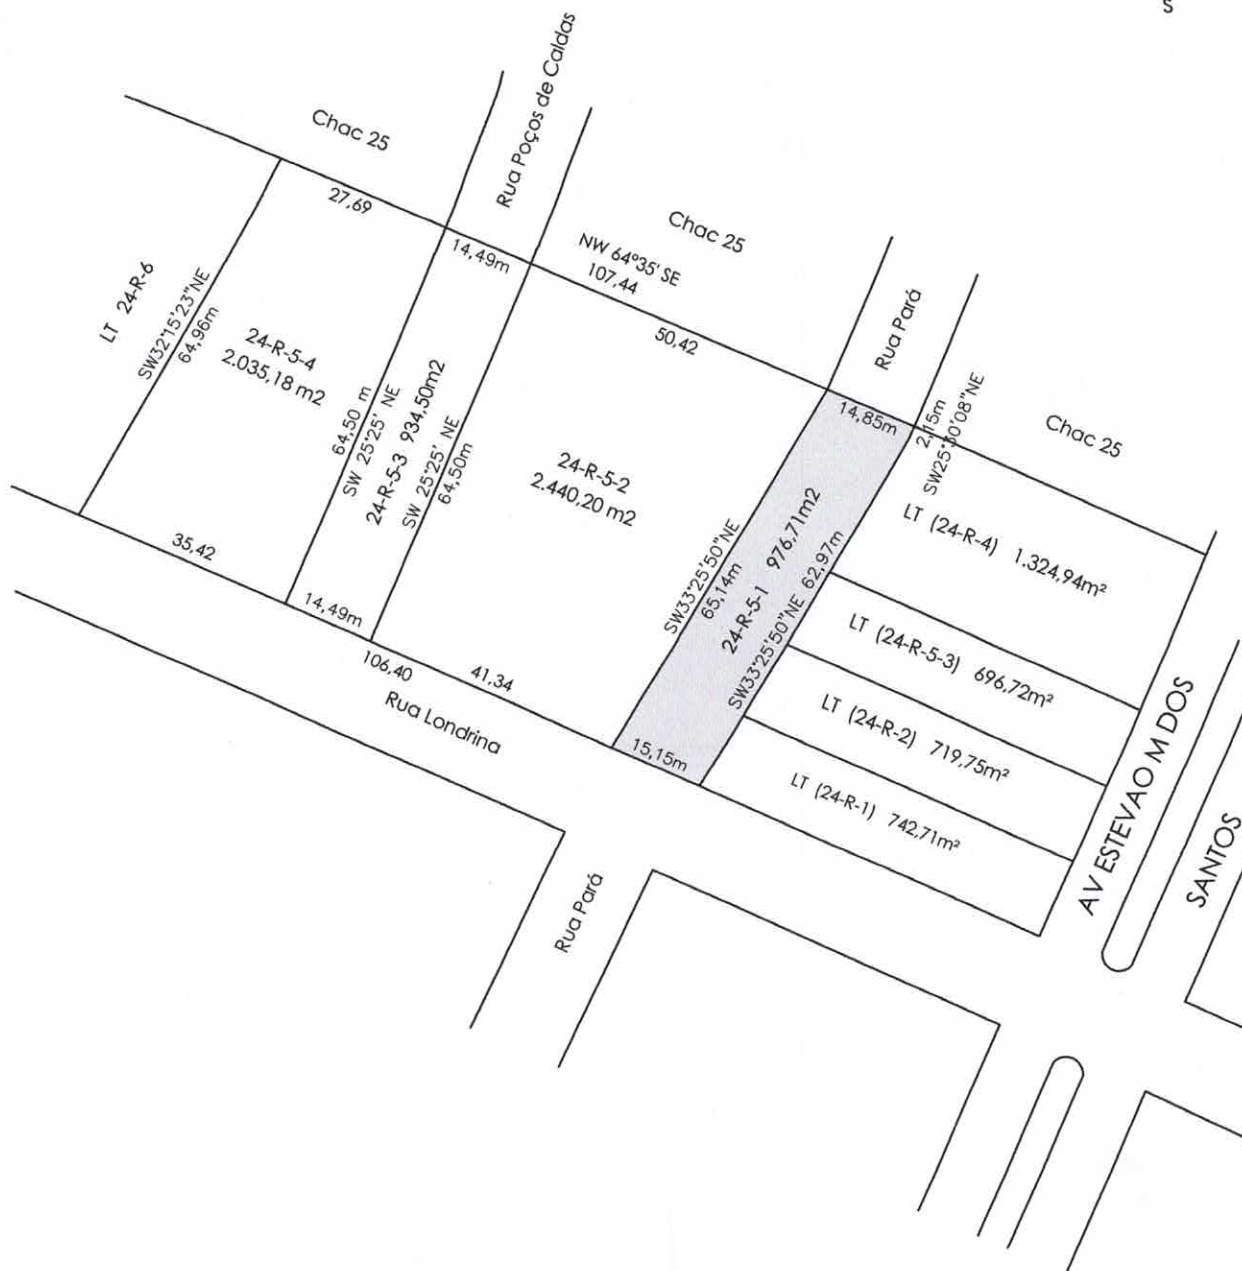 S
Rua Poços de Caldas
Chac 25
27,69
14,49m
Chac 25
NW 64º35' SE
107,44
50,42
Rua Pará
14,85m
2,15m
SW25°30'08"NE
Chac 25
LT 24-R-6
SW32°15'23"NE
64,96m
24-R-5-4
2.035,18 m2
64,50 m
SW 25°25' NE
24-R-5-3 934,50m2
SW 25°25' NE
64,50m
24-R-5-2
2.440,20 m2
SW33°25'50"NE
65,14m
24-R-5-1 976,71m2
SW33°25'50"NE 62,97m
LT (24-R-4) 1.324,94m²
LT (24-R-5-3) 696,72m²
LT (24-R-2) 719,75m²
LT (24-R-1) 742,71m²
35,42
14,49m
106,40
41,34
15,15m
Rua Londrina
Rua Pará
AV ESTEVAO M DOS
SANTOS